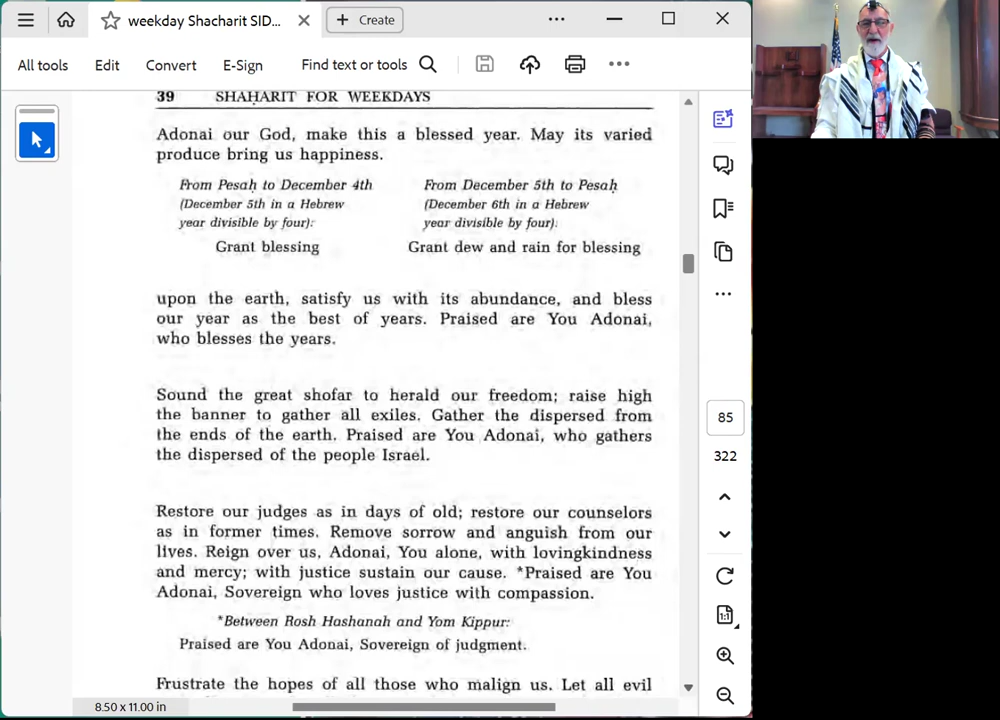 weekday Shacharit SID...
Create
All tools
Edit
Convert
E-Sign
Find text or tools
39 SHAḤARIT FOR WEEKDAYS
Adonai our God, make this a blessed year. May its varied
produce bring us happiness.
From Pesaḥ to December 4th
(December 5th in a Hebrew
year divisible by four):
Grant blessing
From December 5th to Pesaḥ
(December 6th in a Hebrew
year divisible by four):
Grant dew and rain for blessing
upon the earth, satisfy us with its abundance, and bless
our year as the best of years. Praised are You Adonai,
who blesses the years.
Sound the great shofar to herald our freedom; raise high
the banner to gather all exiles. Gather the dispersed from
the ends of the earth. Praised are You Adonai, who gathers
the dispersed of the people Israel.
Restore our judges as in days of old; restore our counselors
as in former times. Remove sorrow and anguish from our
lives. Reign over us, Adonai, You alone, with lovingkindness
and mercy; with justice sustain our cause. *Praised are You
Adonai, Sovereign who loves justice with compassion.
*Between Rosh Hashanah and Yom Kippur:
Praised are You Adonai, Sovereign of judgment.
Frustrate the hopes of all those who malign us. Let all evil
85
322
1:1
8.50 x 11.00 in